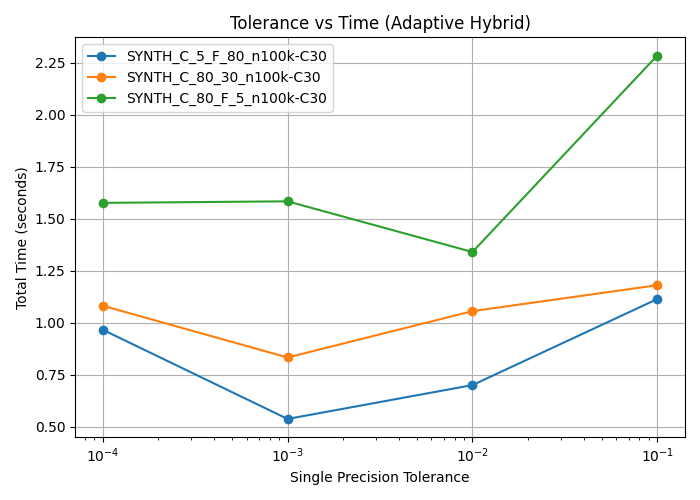 Tolerance vs Time (Adaptive Hybrid)
SYNTH_C_5_F_80_n100k-C30
SYNTH_C_80_30_n100k-C30
SYNTH_C_80_F_5_n100k-C30
Total Time (seconds)
2.25
2.00
1.75
1.50
1.25
1.00
0.75
0.50
10⁻⁴ 10⁻³ 10⁻² 10⁻¹
Single Precision Tolerance